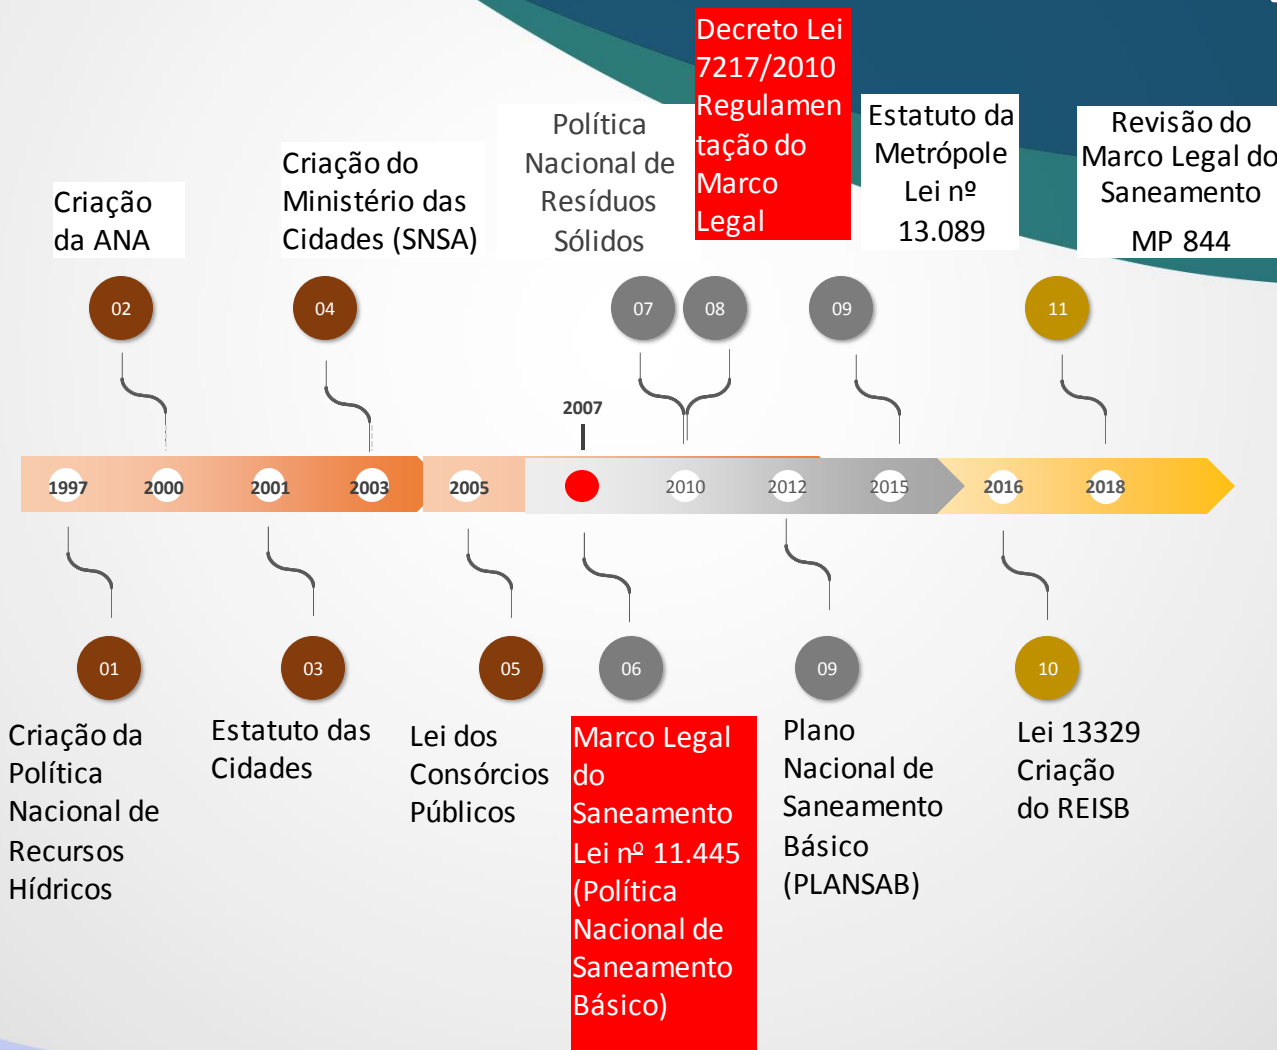 Criação
da ANA
Criação do
Ministério das
Cidades (SNSA)
Política
Nacional de
Resíduos
Sólidos
Decreto Lei
7217/2010
Regulamen
tação do
Marco
Legal
Estatuto da
Metrópole
Lei nº
13.089
Revisão do
Marco Legal do
Saneamento
MP 844
02
04
07
08
09
11
2007
1997
2000
2001
2003
2005
2010
2012
2015
2016
2018
01
03
05
06
09
10
Criação da
Política
Nacional de
Recursos
Hídricos
Estatuto das
Cidades
Lei dos
Consórcios
Públicos
Marco Legal
do
Saneamento
Lei nº 11.445
(Política
Nacional de
Saneamento
Básico)
Plano
Nacional de
Saneamento
Básico
(PLANSAB)
Lei 13329
Criação
do REISB